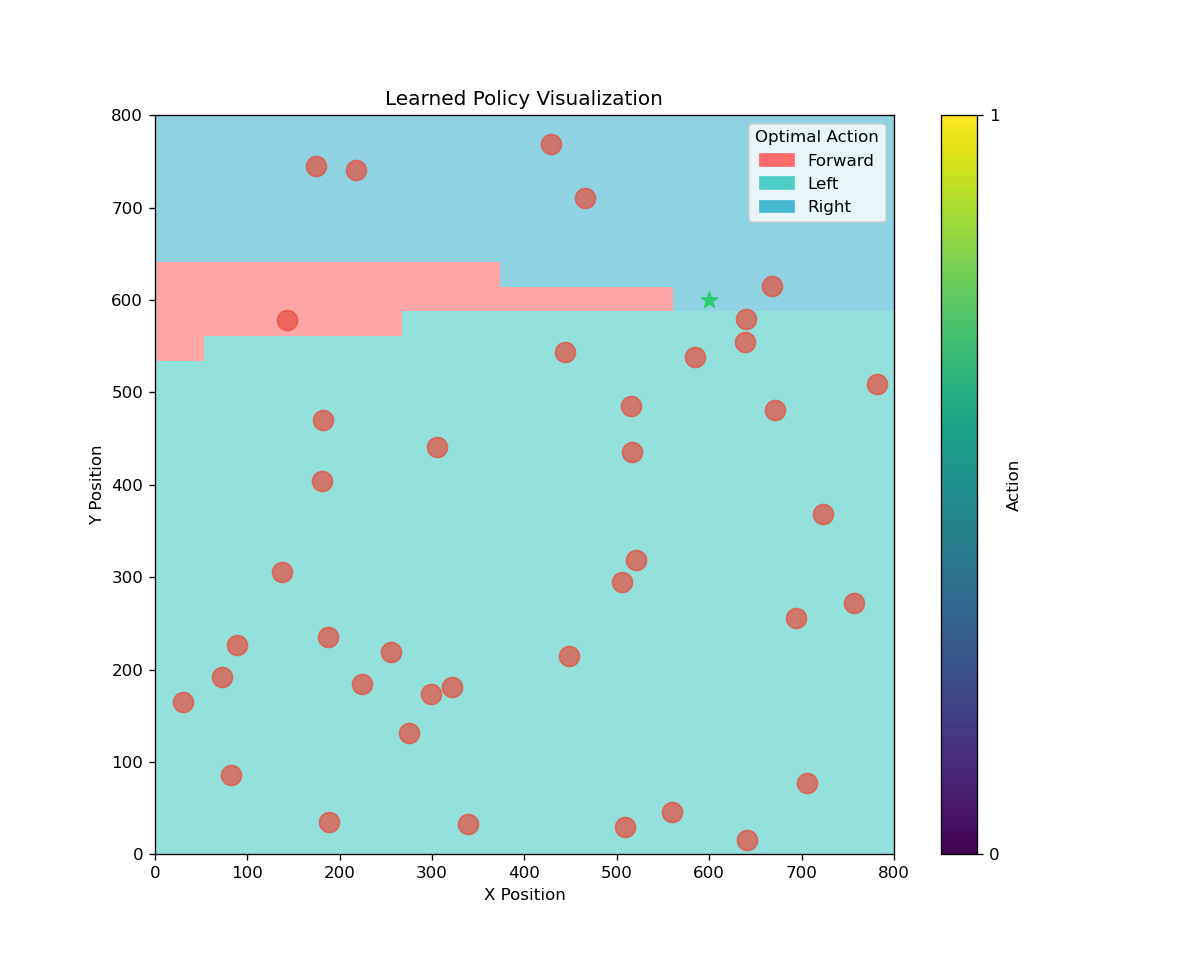 Learned Policy Visualization
Optimal Action
Forward
Left
Right
800
700
600
500
400
300
200
100
0
Y Position
0 100 200 300 400 500 600 700 800
X Position
1
0
Action